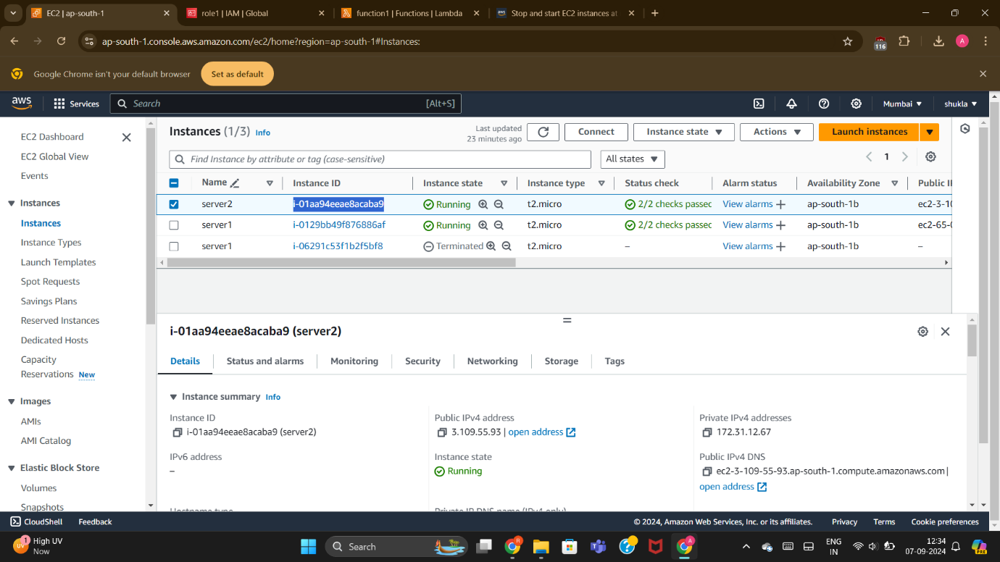 EC2 | ap-south-1
role1 | IAM | Global
function1 | Functions | Lambda
Stop and start EC2 instances at
ap-south-1.console.aws.amazon.com/ec2/home?region=ap-south-1#Instances:
116
A
Google Chrome isn't your default browser
Set as default
aws
Services
Search
[Alt+S]
Mumbai
shukla
EC2 Dashboard
EC2 Global View
Events
Instances
Instances
Instance Types
Launch Templates
Spot Requests
Savings Plans
Reserved Instances
Dedicated Hosts
Capacity
Reservations New
Images
AMIs
AMI Catalog
Elastic Block Store
Volumes
Snapshots
Instances (1/3) Info
Last updated
23 minutes ago
Connect
Instance state
Actions
Launch instances
Find Instance by attribute or tag (case-sensitive)
All states
1
Name Instance ID Instance state Instance type Status check Alarm status Availability Zone Public
server2 i-01aa94eeae8acaba9 Running t2.micro 2/2 checks passec View alarms ap-south-1b ec2-3-10
server1 i-0129bb49f876886af Running t2.micro 2/2 checks passec View alarms ap-south-1b ec2-65-0
server1 i-06291c53f1b2f5bf8 Terminated t2.micro – View alarms ap-south-1b –
i-01aa94eeae8acaba9 (server2)
Details Status and alarms Monitoring Security Networking Storage Tags
Instance summary Info
Instance ID
i-01aa94eeae8acaba9 (server2)
Public IPv4 address
3.109.55.93 | open address
Private IPv4 addresses
172.31.12.67
IPv6 address
–
Instance state
Running
Public IPv4 DNS
ec2-3-109-55-93.ap-south-1.compute.amazonaws.com |
open address
Hostname type
Private IP DNS name (IPv4 only)
CloudShell
Feedback
© 2024, Amazon Web Services, Inc. or its affiliates.
Privacy
Terms
Cookie preferences
1
UV
High UV
Now
Search
R
A
ENG
IN
12:34
07-09-2024
PRE